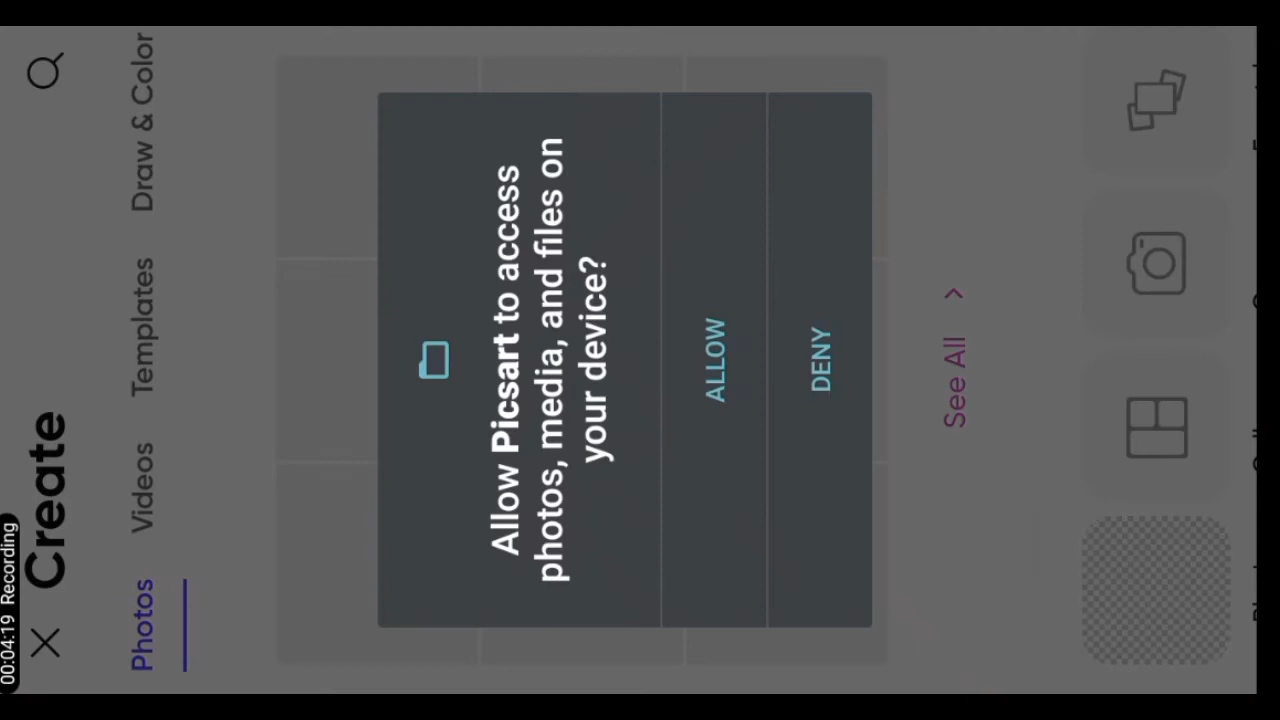 00:04:19 Recording
Create
Photos Videos Templates Draw & Color
Allow Picsart to access
photos, media, and files on
your device?
ALLOW
DENY
See All >